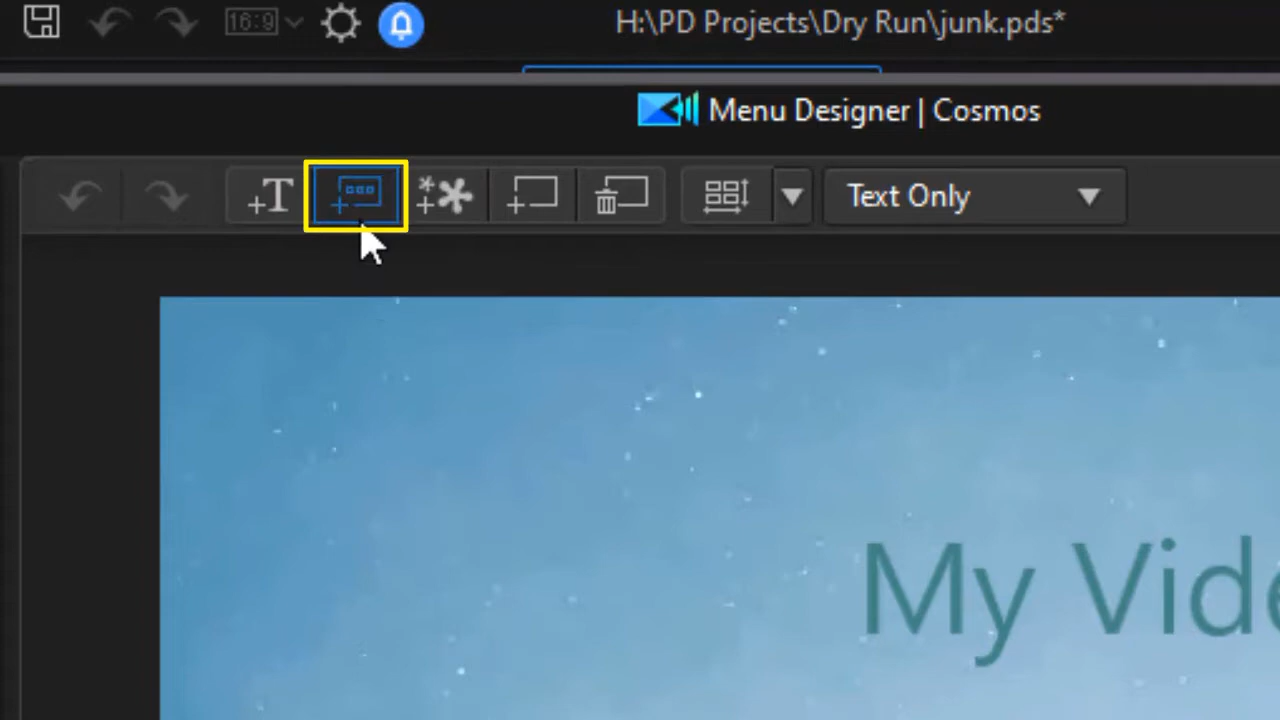 16:9
H:\PD Projects\Dry Run\junk.pds*
Menu Designer | Cosmos
+T
Text Only
My Vide